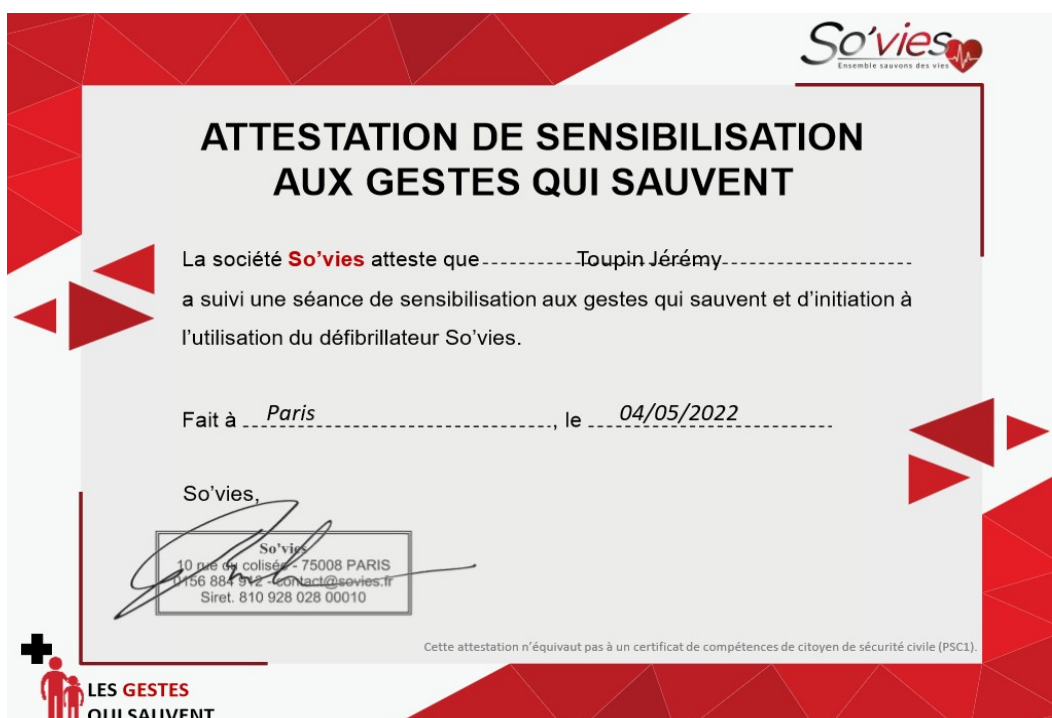 So'vies
Ensemble sauvons des vies
ATTESTATION DE SENSIBILISATION
AUX GESTES QUI SAUVENT
La société So'vies atteste que Toupin Jérémy
a suivi une séance de sensibilisation aux gestes qui sauvent et d'initiation à
l'utilisation du défibrillateur So'vies.
Fait à Paris, le 04/05/2022
So'vies,
So'vies
10 rue du colisée - 75008 PARIS
0156 884 912 - contact@sovies.fr
Siret. 810 928 028 00010
Cette attestation n'équivaut pas à un certificat de compétences de citoyen de sécurité civile (PSC1).
LES GESTES
QUI SAUVENT